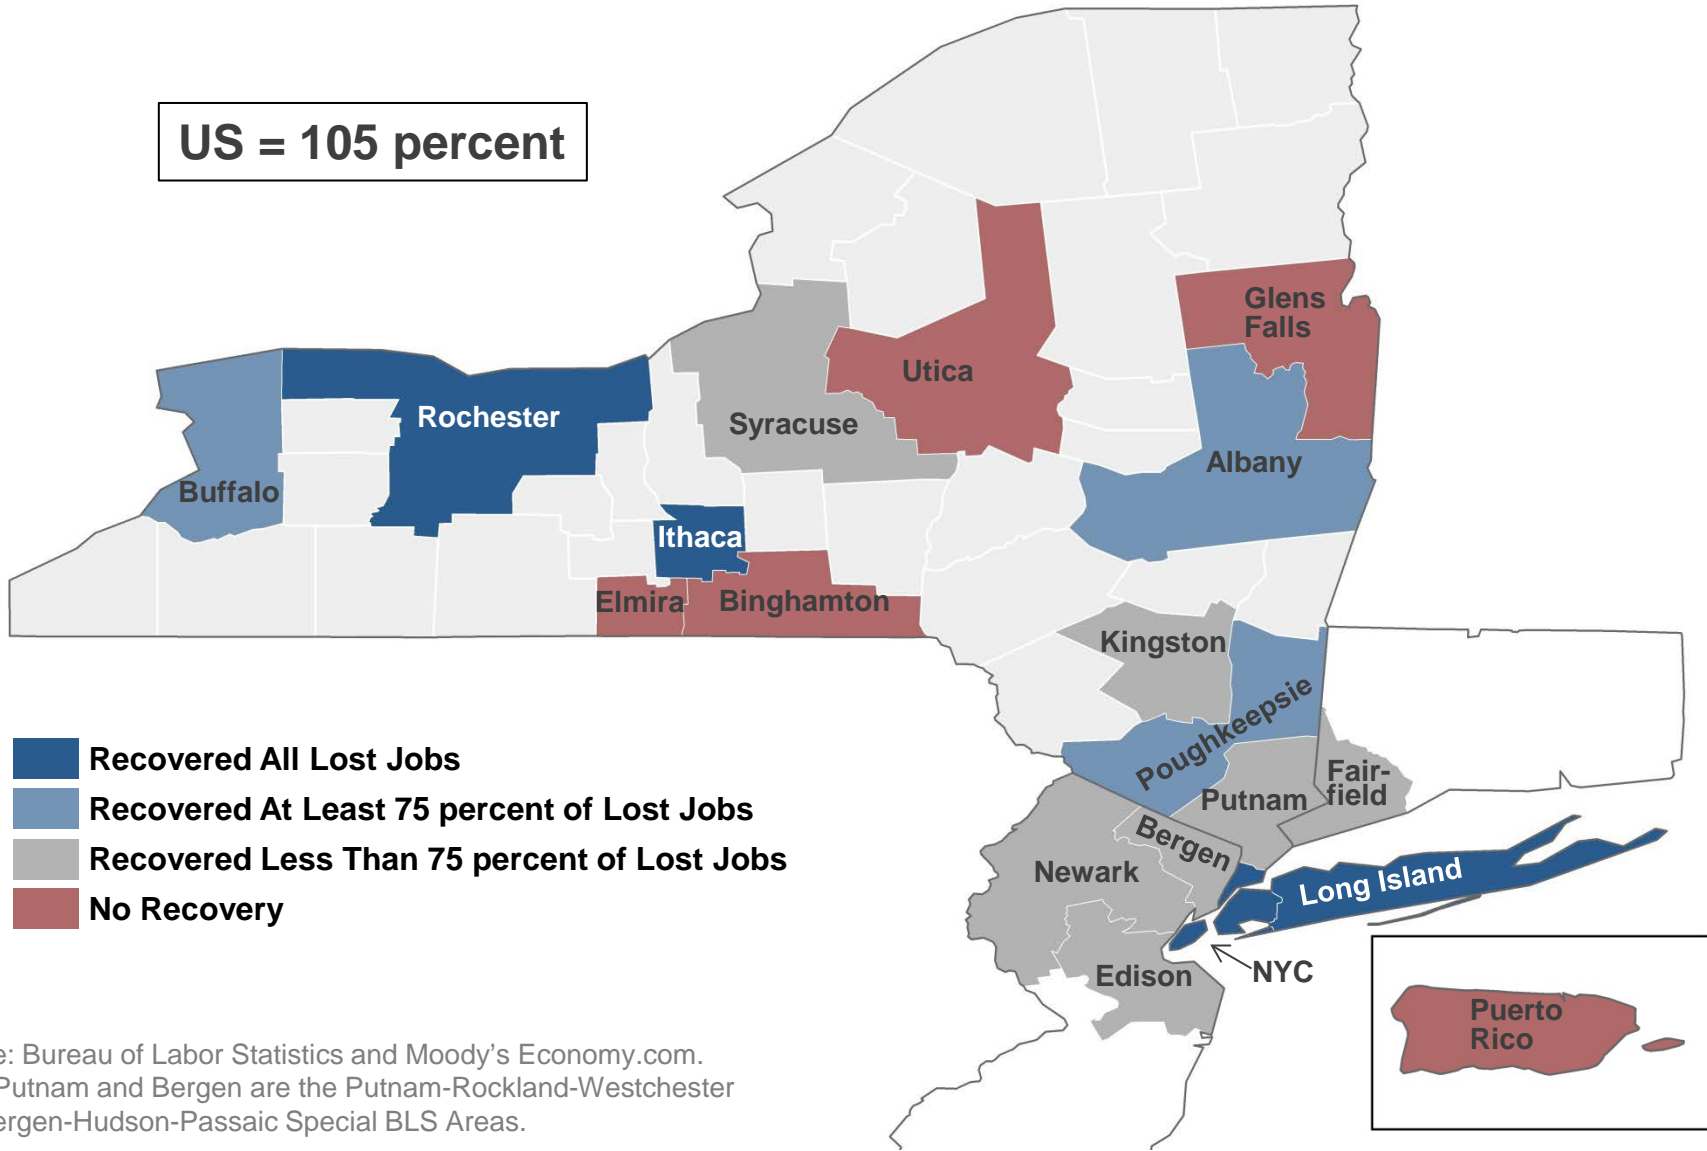 US = 105 percent
Glens
Falls
Utica
Rochester
Syracuse
Albany
Buffalo
Ithaca
Elmira
Binghamton
Kingston
Poughkeepsie
Recovered All Lost Jobs
Recovered At Least 75 percent of Lost Jobs
Recovered Less Than 75 percent of Lost Jobs
No Recovery
Fair-
field
Putnam
Bergen
Newark
Long Island
Edison
NYC
Puerto
Rico
e: Bureau of Labor Statistics and Moody's Economy.com.
Putnam and Bergen are the Putnam-Rockland-Westchester
ergen-Hudson-Passaic Special BLS Areas.